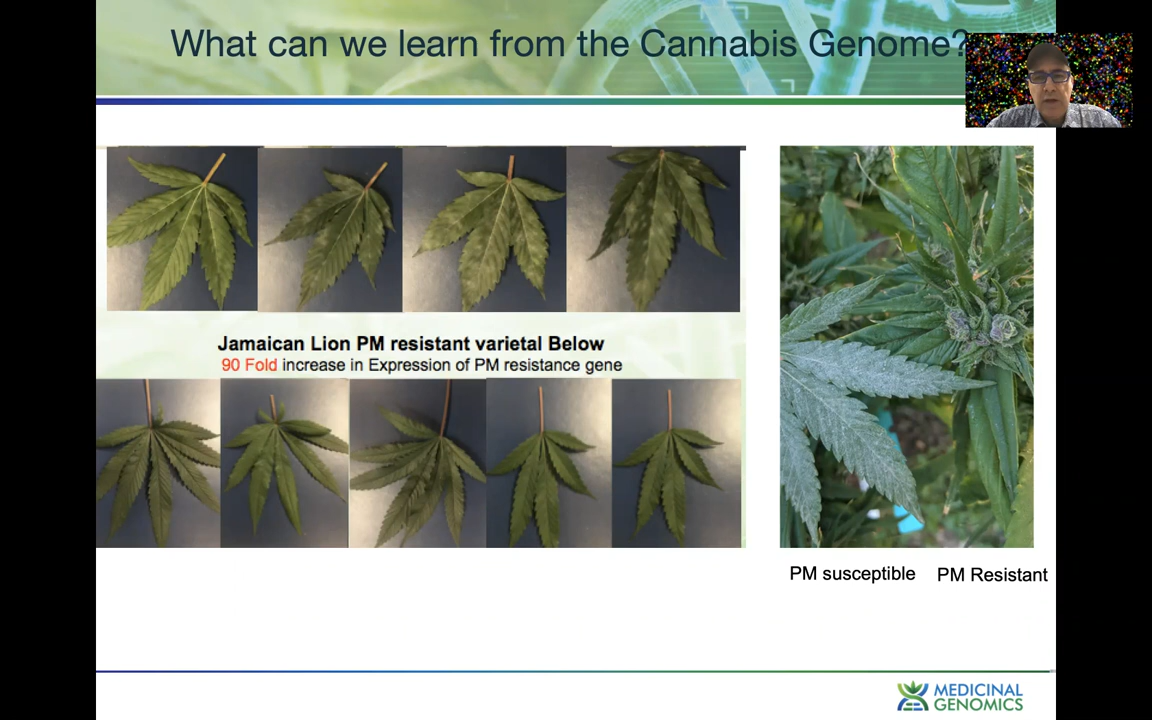 What can we learn from the Cannabis Genome?
Jamaican Lion PM resistant varietal Below
90 Fold increase in Expression of PM resistance gene
PM susceptible PM Resistant
MEDICINAL
GENOMICS